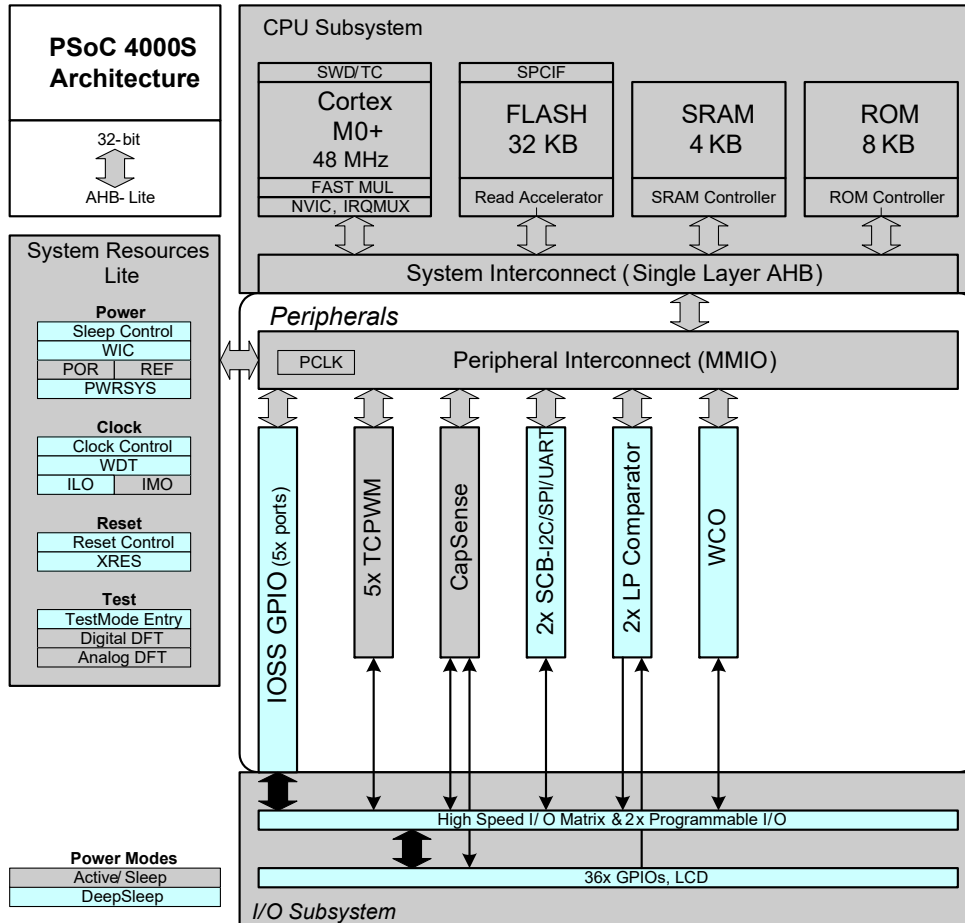 PSoC 4000S
Architecture
32-bit
AHB- Lite
CPU Subsystem
SWD/TC
Cortex
M0+
48 MHz
FAST MUL
NVIC, IRQMUX
SPCIF
FLASH
32 KB
Read Accelerator
SRAM
4 KB
SRAM Controller
ROM
8 KB
ROM Controller
System Interconnect (Single Layer AHB)
System Resources
Lite
Power
Sleep Control
WIC
POR
REF
PWRSYS
Clock
Clock Control
WDT
ILO
IMO
Reset
Reset Control
XRES
Test
TestMode Entry
Digital DFT
Analog DFT
Peripherals
PCLK
Peripheral Interconnect (MMIO)
IOSS GPIO (5x ports)
5x TCPWM
CapSense
2x SCB-I2C/SPI/UART
2x LP Comparator
WCO
High Speed I/O Matrix & 2x Programmable I/O
36x GPIOs, LCD
I/O Subsystem
Power Modes
Active/ Sleep
DeepSleep